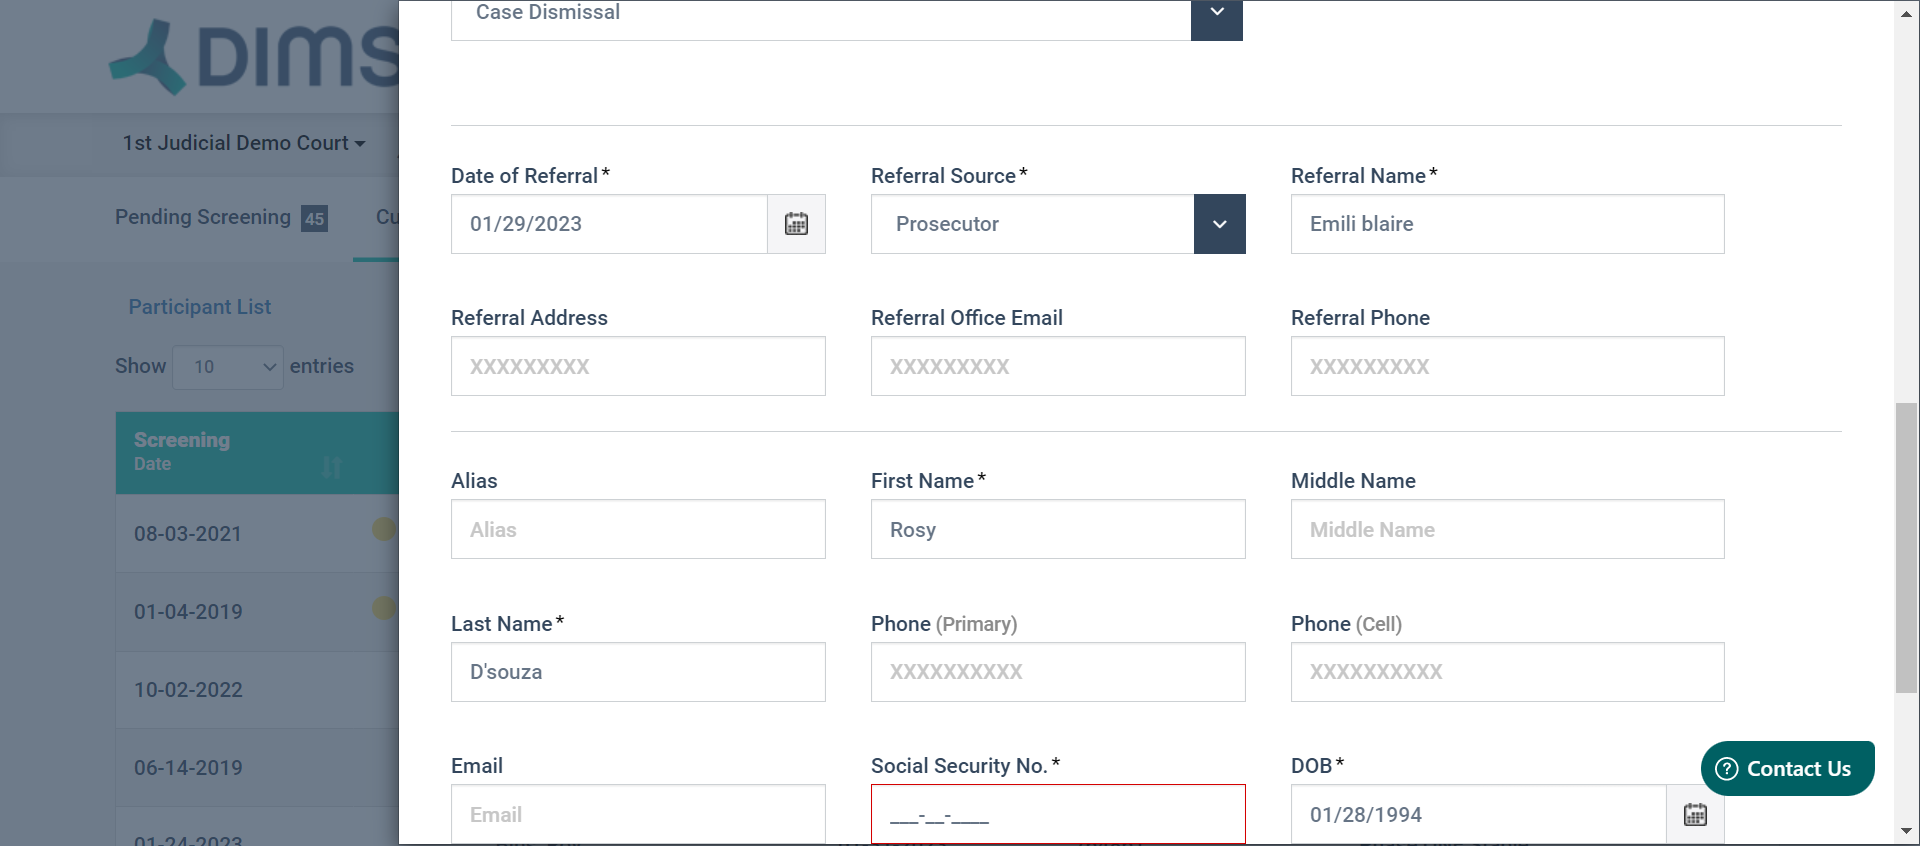 Case Dismissal
DIMS
1st Judicial Demo Court
Pending Screening 45 Cu
Date of Referral* Referral Source* Referral Name*
01/29/2023 Prosecutor Emili blaire
Participant List
Referral Address Referral Office Email Referral Phone
Show 10 entries
XXXXXXXXX XXXXXXXXX XXXXXXXXX
Screening
Date
Alias First Name* Middle Name
Alias Rosy Middle Name
08-03-2021
01-04-2019
Last Name* Phone (Primary) Phone (Cell)
D'souza XXXXXXXXXX XXXXXXXXXX
10-02-2022
06-14-2019
Email Social Security No.* DOB*
Contact Us
Email ___-__-____ 01/28/1994
01-24-2023